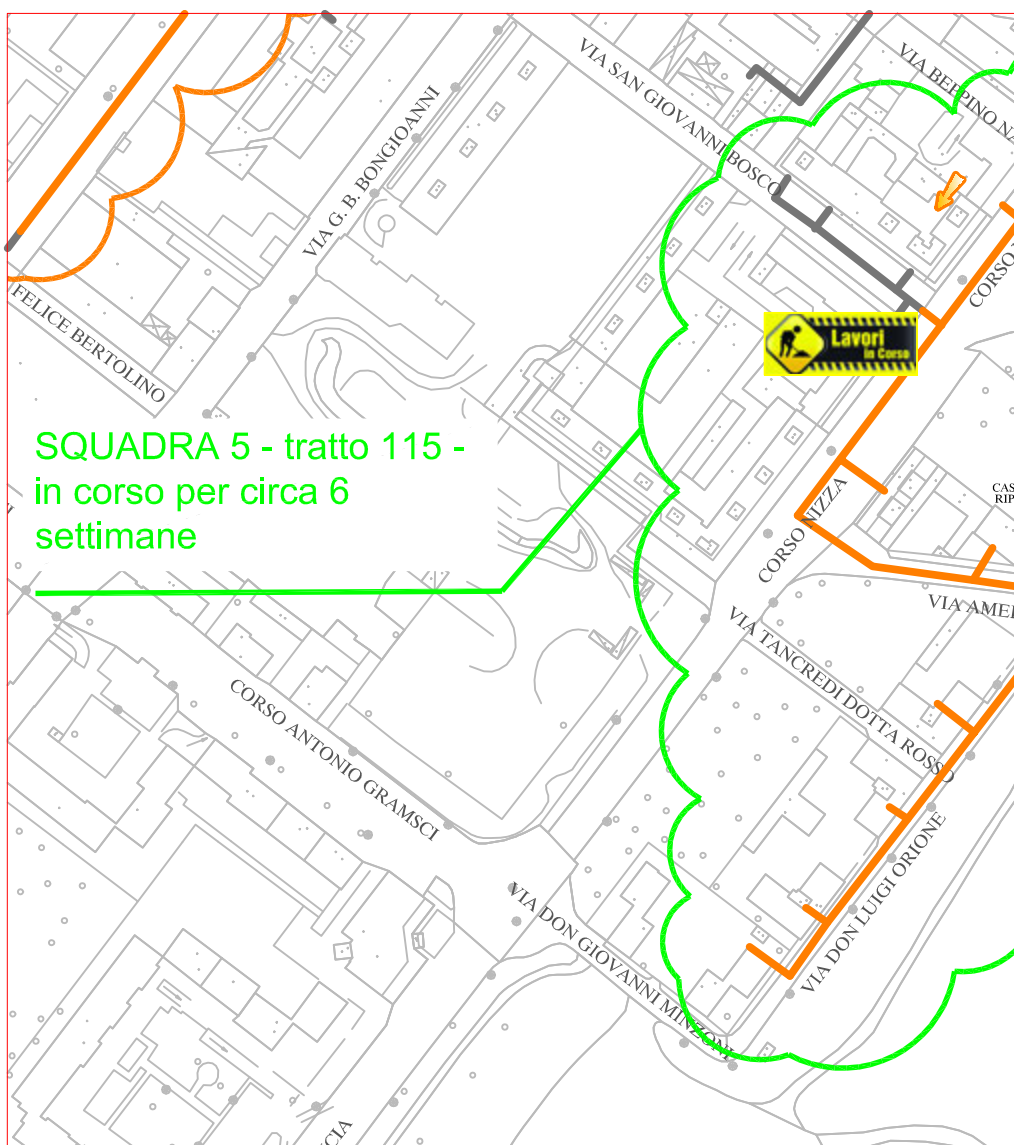 VIA SAN GIOVANNI BOSCO
VIA BEPPINO
VIA G. B. BONGIOANNI
CORSO
FELICE BERTOLINO
Lavori
in Corso
SQUADRA 5 - tratto 115 -
in corso per circa 6
settimane
CORSO NIZZA
VIA
VIA TANCREDI DOTTA ROSSO
CORSO ANTONIO GRAMSCI
VIA DON LUIGI ORIONE
VIA DON GIOVANNI MINZONI